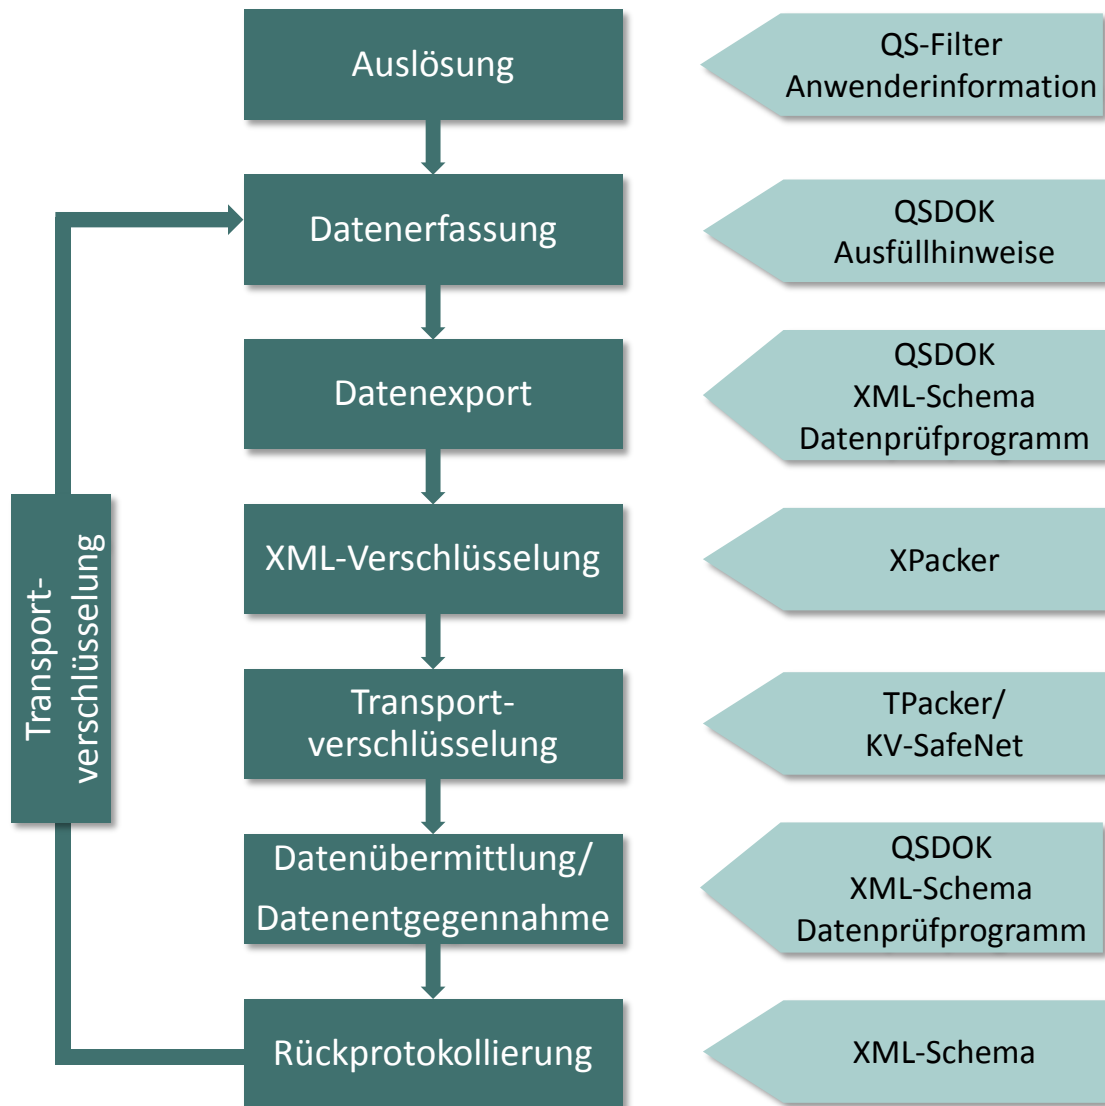 Auslösung
QS-Filter
Anwenderinformation
Datenerfassung
QSDOK
Ausfüllhinweise
Datenexport
QSDOK
XML-Schema
Datenprüfprogramm
XML-Verschlüsselung
XPacker
Transport-
verschlüsselung
Transport-
verschlüsselung
TPacker/
KV-SafeNet
Datenübermittlung/
Datenentgegennahme
QSDOK
XML-Schema
Datenprüfprogramm
Rückprotokollierung
XML-Schema